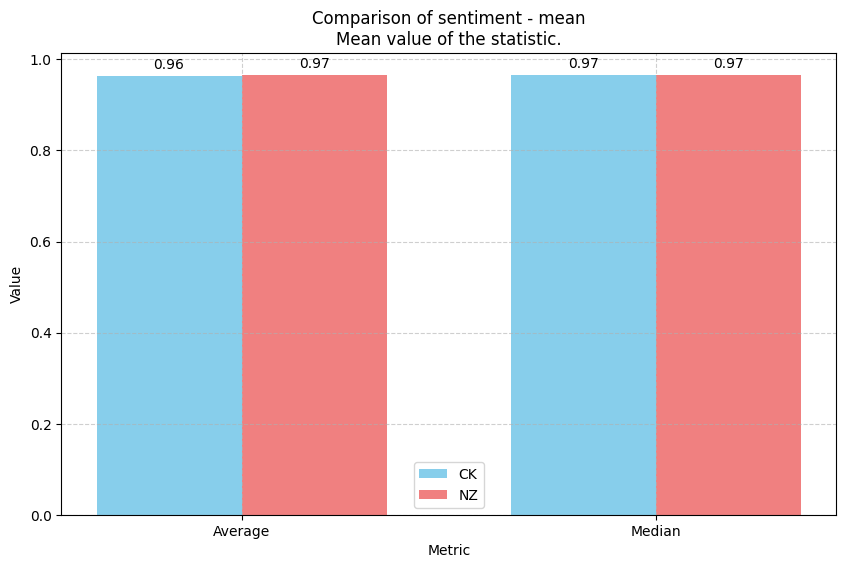 Comparison of sentiment - mean
Mean value of the statistic.
0.96
0.97
0.97
0.97
1.0
0.8
0.6
0.4
0.2
0.0
Value
CK
NZ
Average
Median
Metric